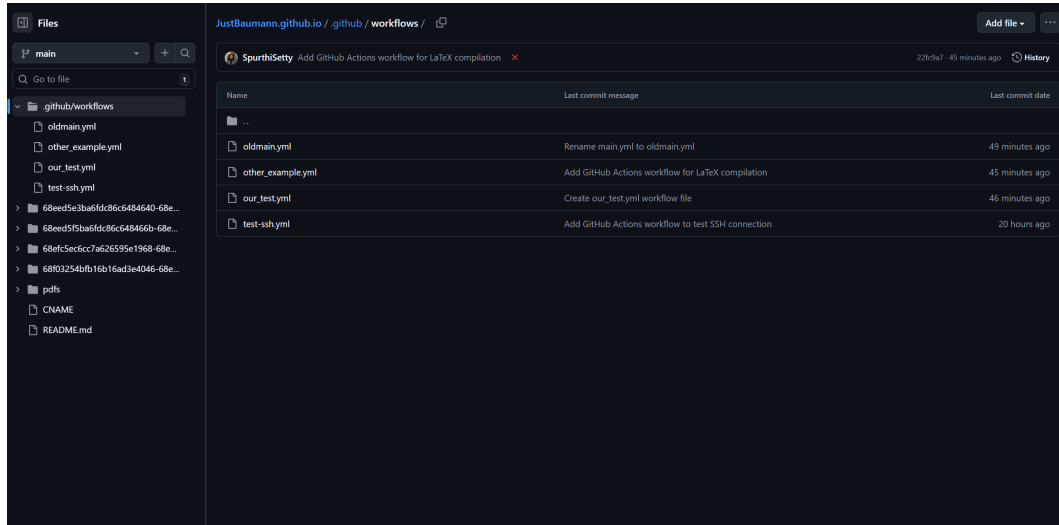 Files
JustBaumann.github.io / .github / workflows /
Add file
main
Go to file
t
SpurthiSetty Add GitHub Actions workflow for LaTeX compilation
22fc9a7 · 45 minutes ago
History
.github/workflows
oldmain.yml
other_example.yml
our_test.yml
test-ssh.yml
68eed5e3ba6fdc86c6484640-68e...
68eed5f5ba6fdc86c648466b-68e...
68efc5ec6cc7a626595e1968-68e...
68f03254bfb16b16ad3e4046-68e...
pdfs
CNAME
README.md
Name Last commit message Last commit date
..
oldmain.yml Rename main.yml to oldmain.yml 49 minutes ago
other_example.yml Add GitHub Actions workflow for LaTeX compilation 45 minutes ago
our_test.yml Create our_test.yml workflow file 46 minutes ago
test-ssh.yml Add GitHub Actions workflow to test SSH connection 20 hours ago